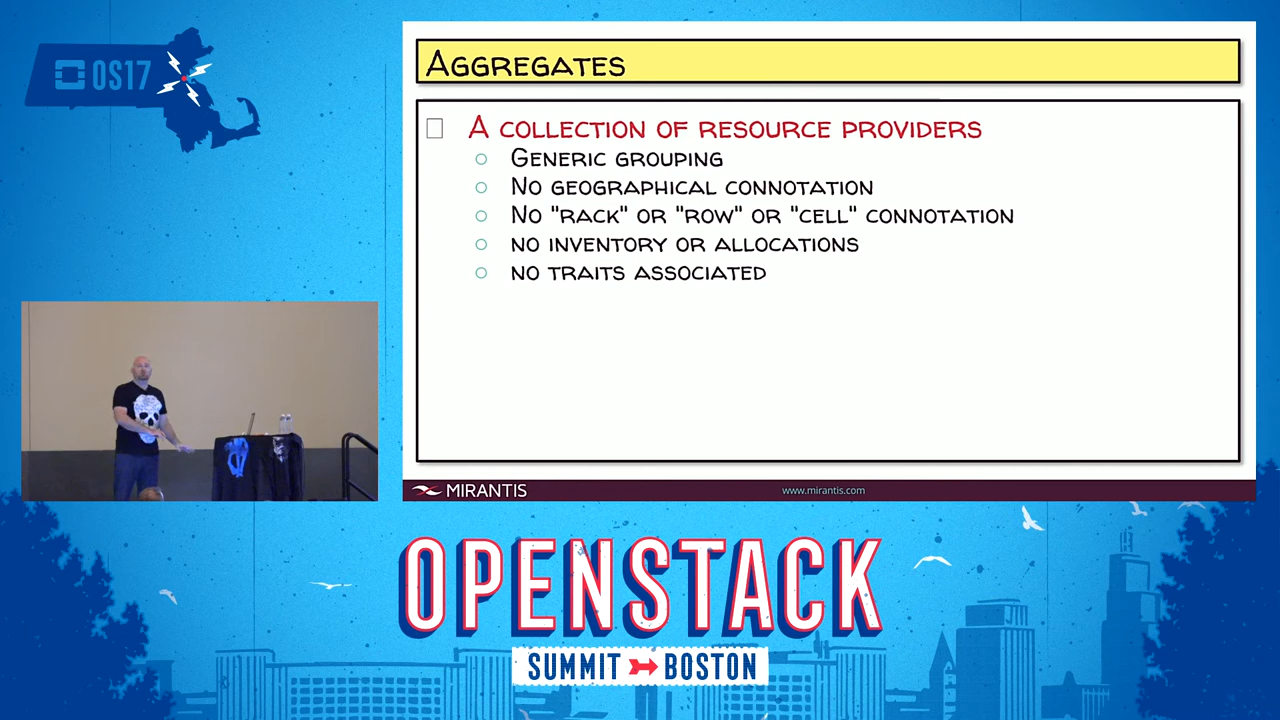 OS17
AGGREGATES
A COLLECTION OF RESOURCE PROVIDERS
GENERIC GROUPING
NO GEOGRAPHICAL CONNOTATION
NO "RACK" OR "ROW" OR "CELL" CONNOTATION
NO INVENTORY OR ALLOCATIONS
NO TRAITS ASSOCIATED
MIRANTIS
www.mirantis.com
OPENSTACK
SUMMIT BOSTON